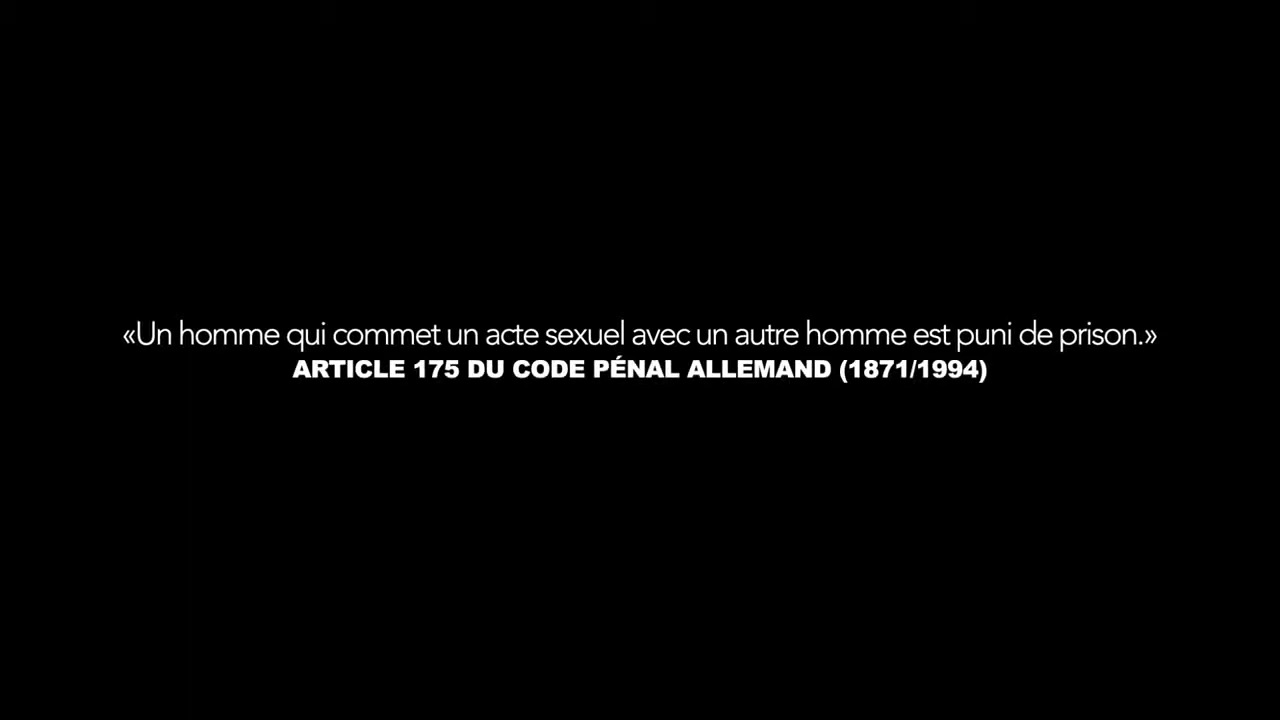 «Un homme qui commet un acte sexuel avec un autre homme est puni de prison.»
ARTICLE 175 DU CODE PÉNAL ALLEMAND (1871/1994)